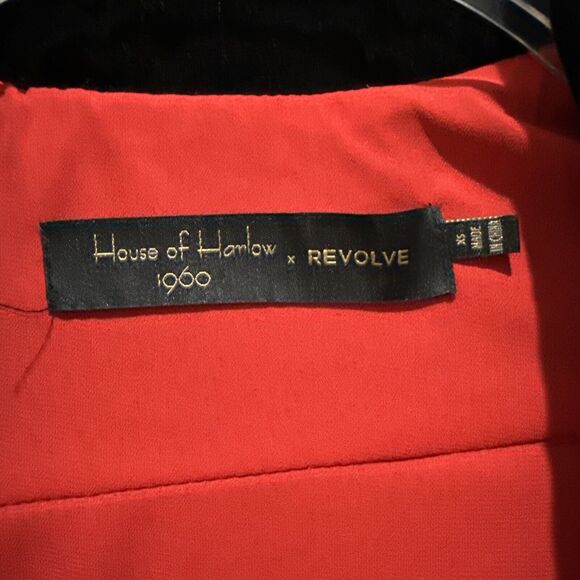 House of Harlow
1960
x REVOLVE
XS
MADE
IN CHINA